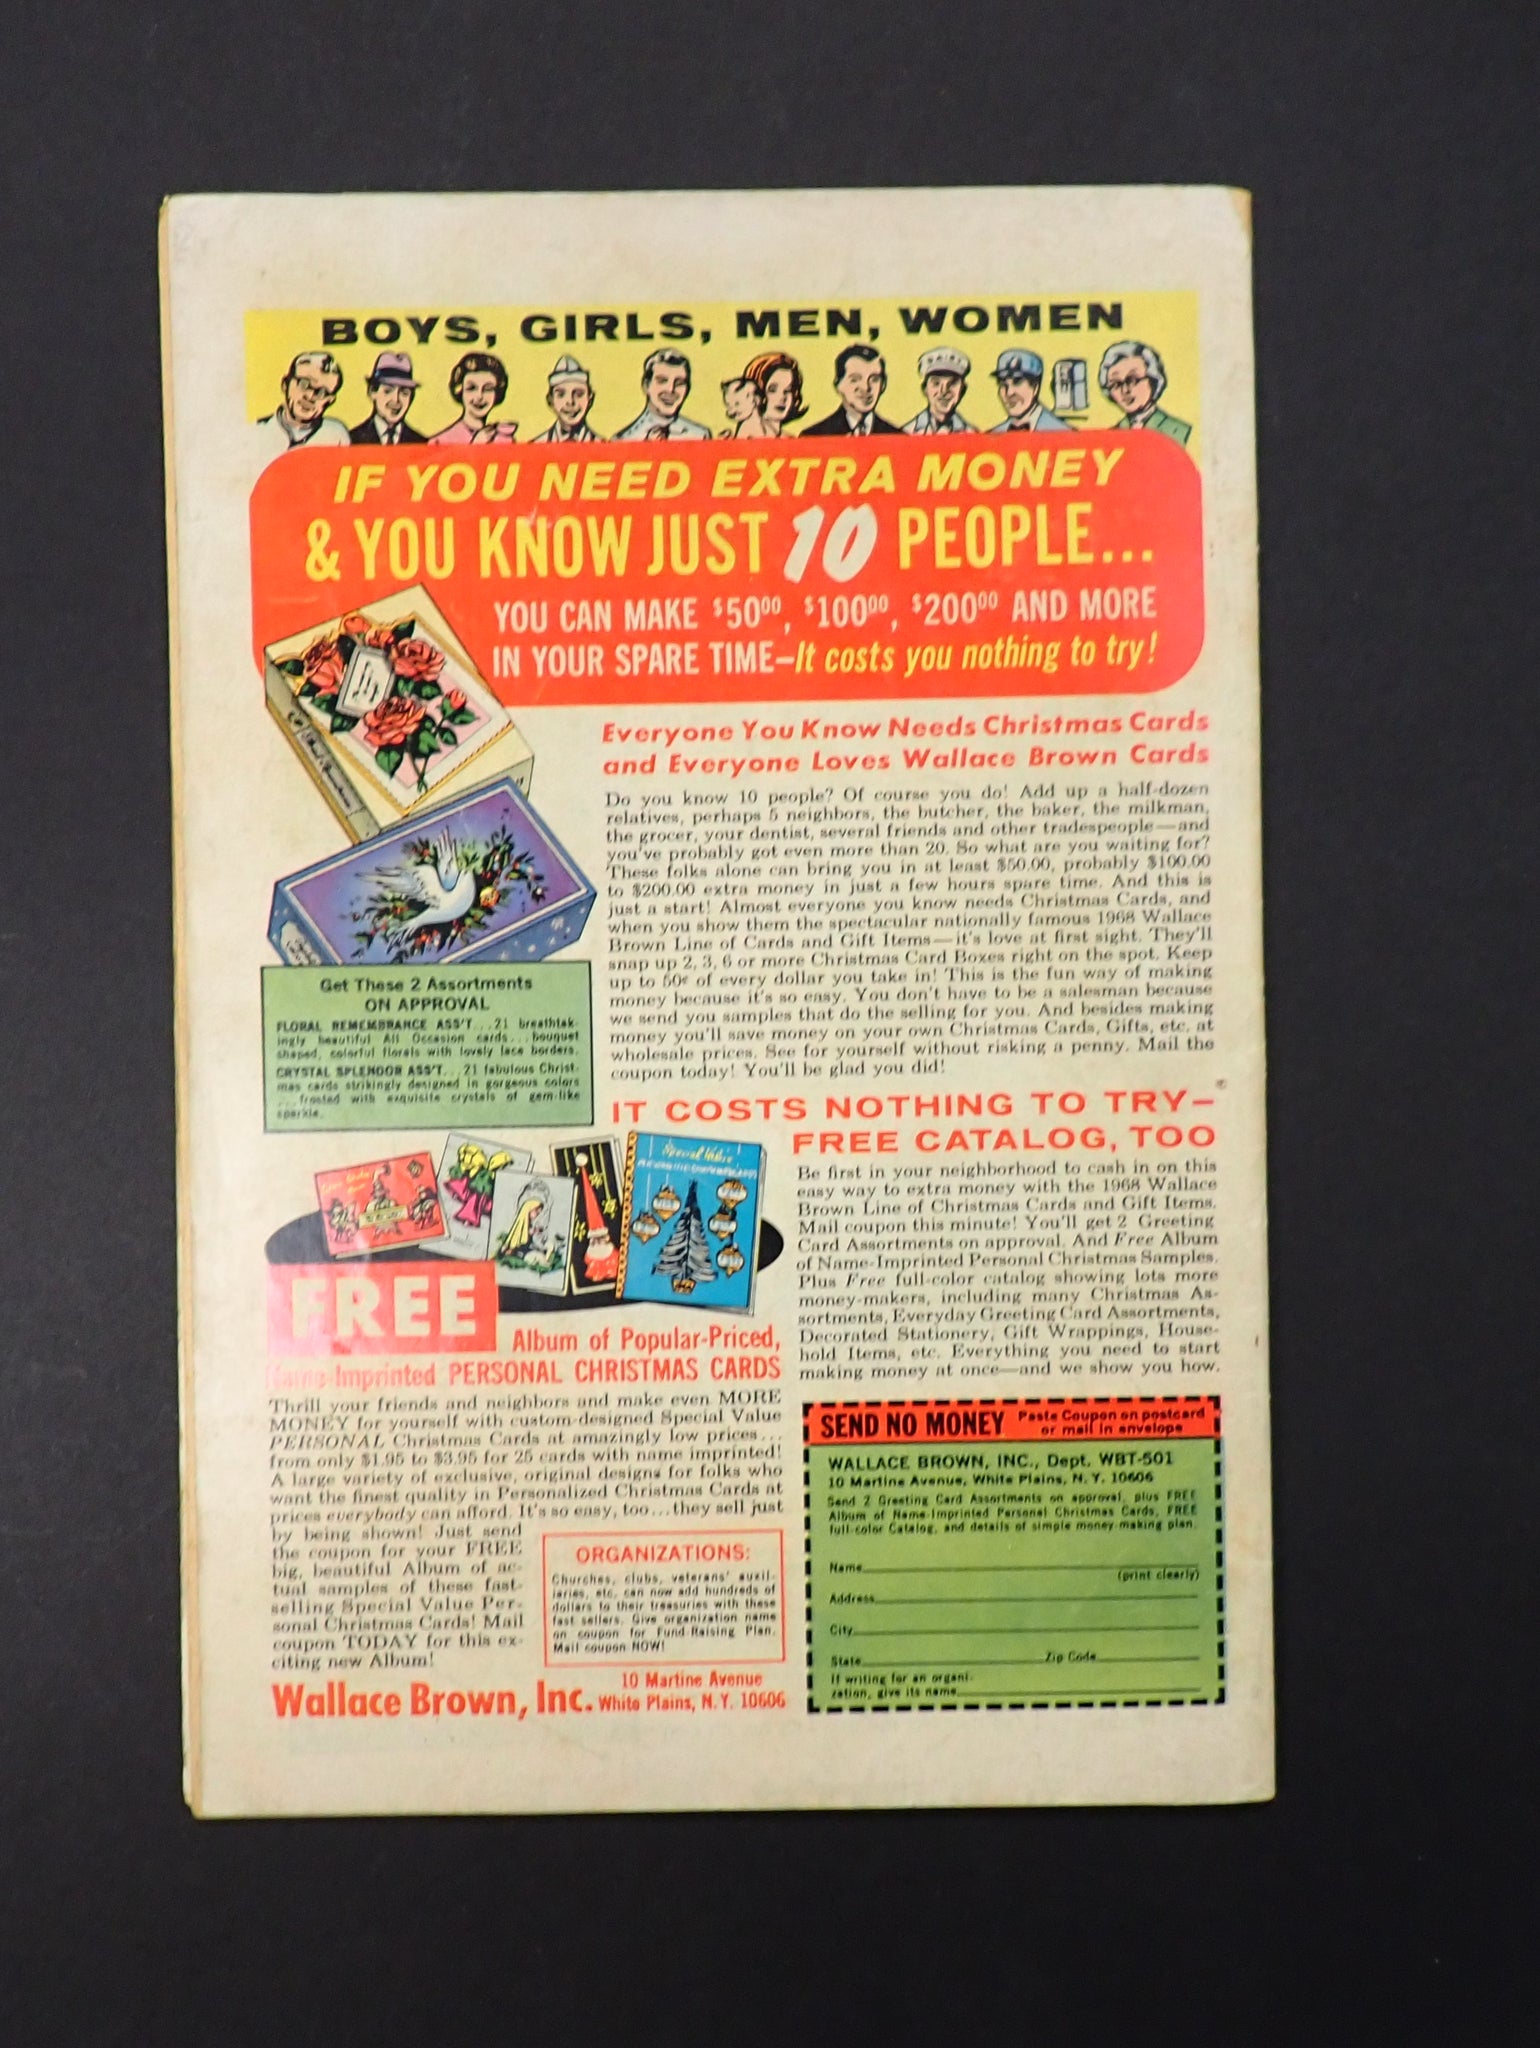 BOYS, GIRLS, MEN, WOMEN
DAIRY
IF YOU NEED EXTRA MONEY
& YOU KNOW JUST 10 PEOPLE...
YOU CAN MAKE $50⁰⁰, $100⁰⁰, $200⁰⁰ AND MORE
IN YOUR SPARE TIME—It costs you nothing to try!
Everyone You Know Needs Christmas Cards
and Everyone Loves Wallace Brown Cards
Do you know 10 people? Of course you do! Add up a half-dozen
relatives, perhaps 5 neighbors, the butcher, the baker, the milkman,
the grocer, your dentist, several friends and other tradespeople—and
you've probably got even more than 20. So what are you waiting for?
These folks alone can bring you in at least $50.00, probably $100.00
to $200.00 extra money in just a few hours spare time. And this is
just a start! Almost everyone you know needs Christmas Cards, and
when you show them the spectacular nationally famous 1968 Wallace
Brown Line of Cards and Gift Items—it's love at first sight. They'll
snap up 2, 3, 6 or more Christmas Card Boxes right on the spot. Keep
up to 50¢ of every dollar you take in! This is the fun way of making
money because it's so easy. You don't have to be a salesman because
we send you samples that do the selling for you. And besides making
money you'll save money on your own Christmas Cards, Gifts, etc. at
wholesale prices. See for yourself without risking a penny. Mail the
coupon today! You'll be glad you did!
Get These 2 Assortments
ON APPROVAL
FLORAL REMEMBRANCE ASS'T...21 breathtak-
ingly beautiful All Occasion cards...bouquet
shaped, colorful florals with lovely lace borders.
CRYSTAL SPLENDOR ASS'T...21 fabulous Christ-
mas cards strikingly designed in gorgeous colors
...frosted with exquisite crystals of gem-like
sparkle.
IT COSTS NOTHING TO TRY—
FREE CATALOG, TOO
Be first in your neighborhood to cash in on this
easy way to extra money with the 1968 Wallace
Brown Line of Christmas Cards and Gift Items.
Mail coupon this minute! You'll get 2 Greeting
Card Assortments on approval. And Free Album
of Name-Imprinted Personal Christmas Samples.
Plus Free full-color catalog showing lots more
money-makers, including many Christmas As-
sortments, Everyday Greeting Card Assortments,
Decorated Stationery, Gift Wrappings, House-
hold Items, etc. Everything you need to start
making money at once—and we show you how.
Special Value
FREE
Album of Popular-Priced,
Name-Imprinted PERSONAL CHRISTMAS CARDS
Thrill your friends and neighbors and make even MORE
MONEY for yourself with custom-designed Special Value
PERSONAL Christmas Cards at amazingly low prices...
from only $1.95 to $3.95 for 25 cards with name imprinted!
A large variety of exclusive, original designs for folks who
want the finest quality in Personalized Christmas Cards at
prices everybody can afford. It's so easy, too...they sell just
by being shown! Just send
the coupon for your FREE
big, beautiful Album of ac-
tual samples of these fast-
selling Special Value Per-
sonal Christmas Cards! Mail
coupon TODAY for this ex-
citing new Album!
ORGANIZATIONS:
Churches, clubs, veterans' auxil-
iaries, etc. can now add hundreds of
dollars to their treasuries with these
fast sellers. Give organization name
on coupon for Fund-Raising Plan.
Mail coupon NOW!
Wallace Brown, Inc.
10 Martine Avenue
White Plains, N.Y. 10606
SEND NO MONEY
Paste Coupon on postcard
or mail in envelope
WALLACE BROWN, INC., Dept. WBT-501
10 Martine Avenue, White Plains, N.Y. 10606
Send 2 Greeting Card Assortments on approval, plus FREE
Album of Name-Imprinted Personal Christmas Cards, FREE
full-color Catalog, and details of simple money-making plan.
Name
(print clearly)
Address
City
State Zip Code
If writing for an organi-
zation, give its name